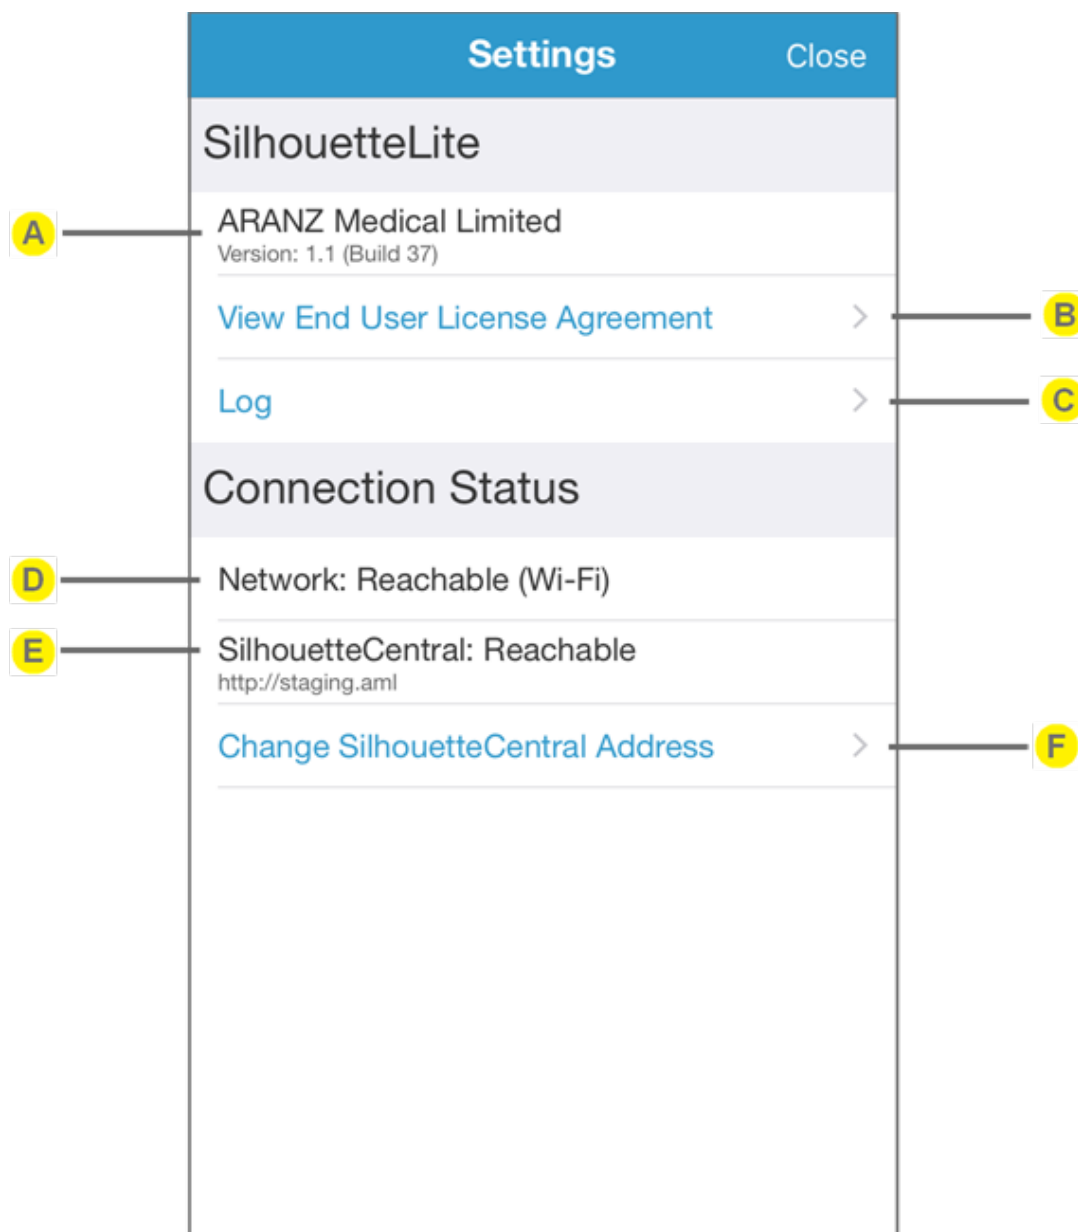 Settings
Close
SilhouetteLite
A
ARANZ Medical Limited
Version: 1.1 (Build 37)
View End User License Agreement
B
Log
C
Connection Status
D
Network: Reachable (Wi-Fi)
E
SilhouetteCentral: Reachable
http://staging.aml
Change SilhouetteCentral Address
F